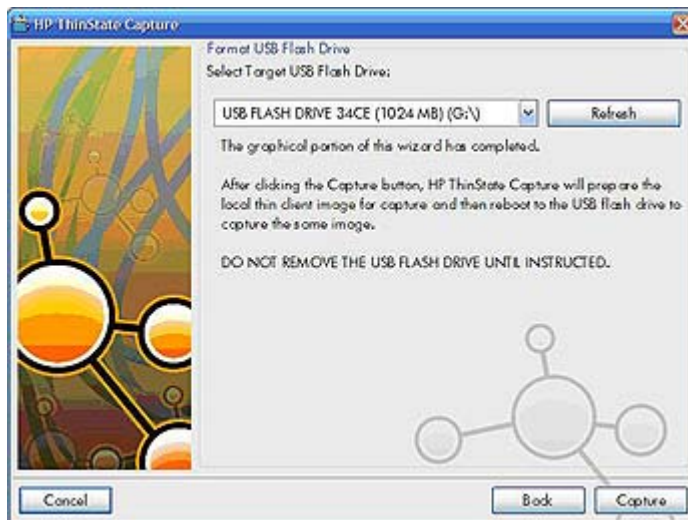 HP ThinState Capture
Format USB Flash Drive
Select Target USB Flash Drive:
USB FLASH DRIVE 34CE (1024 MB) (G:\)
Refresh
The graphical portion of this wizard has completed.
After clicking the Capture button, HP ThinState Capture will prepare the
local thin client image for capture and then reboot to the USB flash drive to
capture the same image.
DO NOT REMOVE THE USB FLASH DRIVE UNTIL INSTRUCTED.
Cancel
Back
Capture